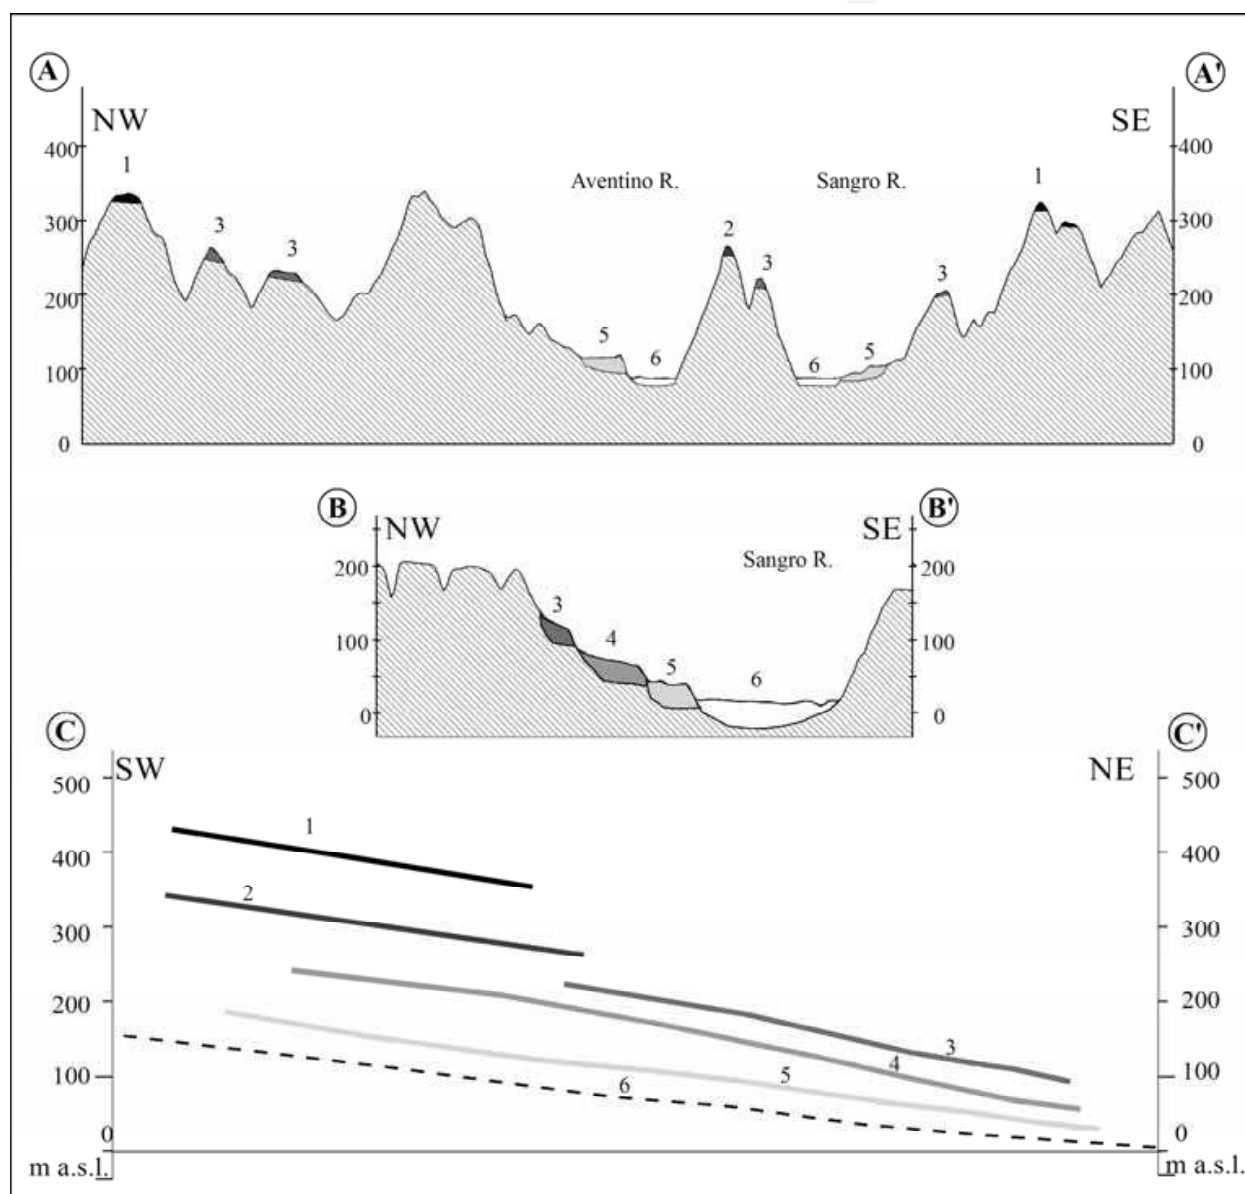 A A'
NW SE
400 400
1 Aventino R. Sangro R. 1
300 3 3 2 3 300
200 3 200
100 5 6 6 5 100
0 0
B NW SE B'
Sangro R.
200 200
3
100 4 5 6 100
0 0
C C'
SW NE
500 500
1
400 400
2
300 300
200 200
3
4
100 6 5 100
0 0
m a.s.l. m a.s.l.